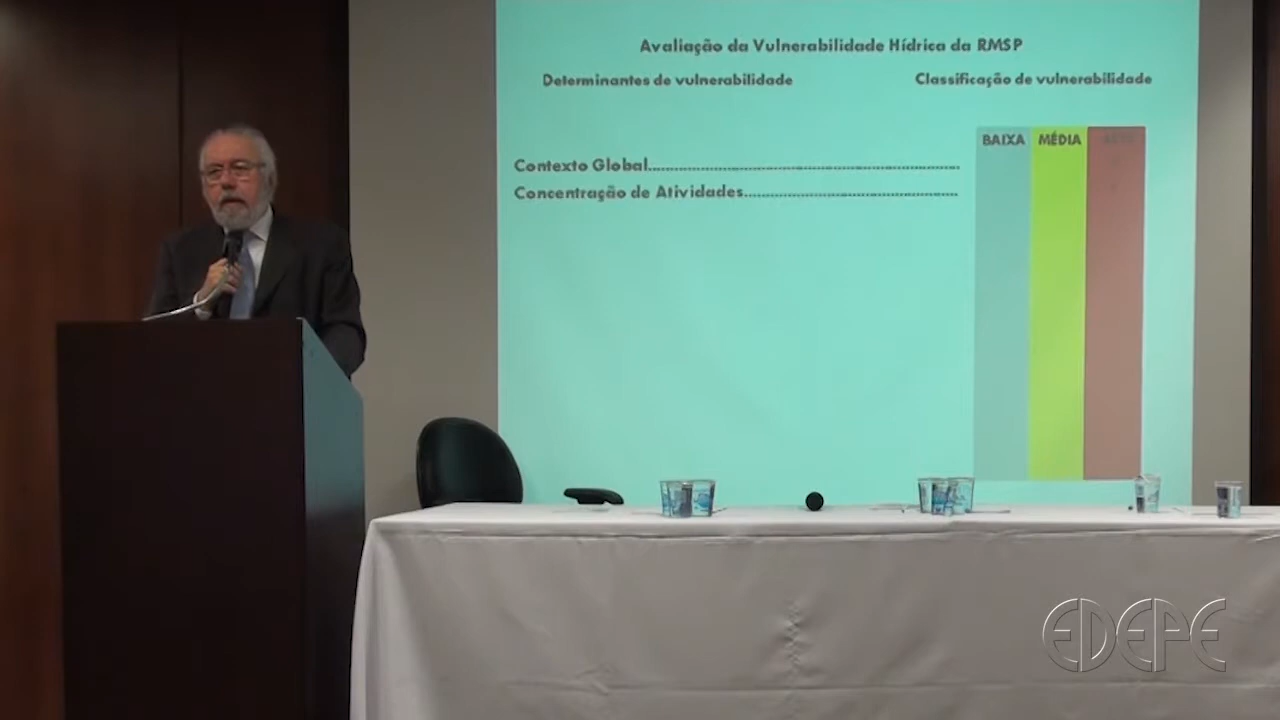 Avaliação da Vulnerabilidade Hídrica da RMSP
Determinantes de vulnerabilidade
Classificação de vulnerabilidade
BAIXA MÉDIA
Contexto Global
Concentração de Atividades
EDEPE